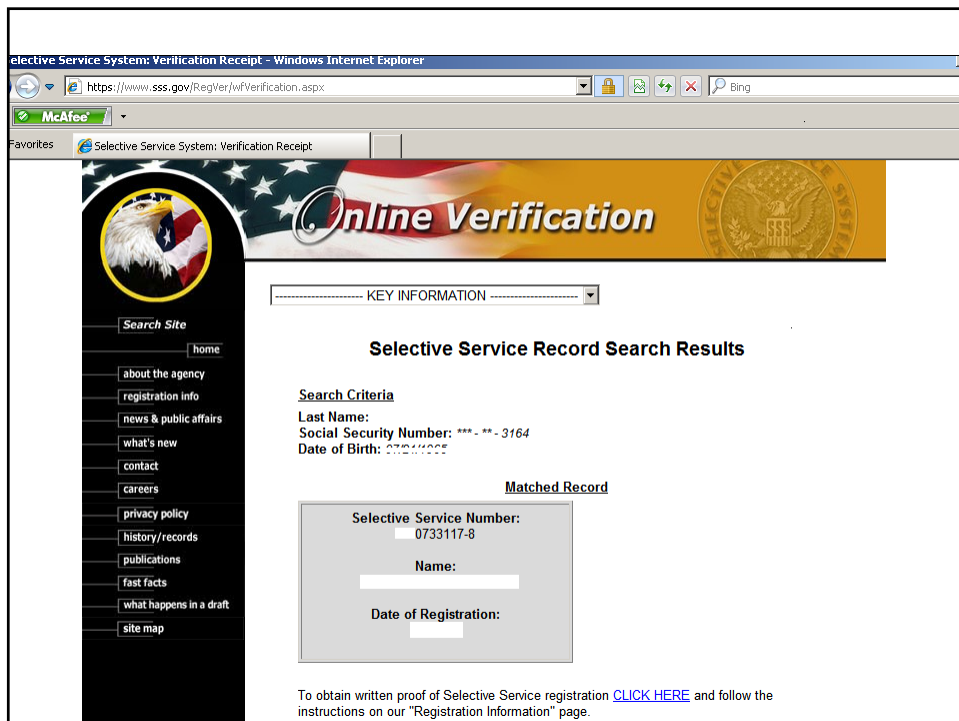 elective Service System: Verification Receipt - Windows Internet Explorer
https://www.sss.gov/RegVer/wfVerification.aspx
Bing
McAfee
Favorites
Selective Service System: Verification Receipt
Online Verification
SELECTIVE SERVICE SYSTEM
SSS
---------------------- KEY INFORMATION ----------------------
Search Site
home
about the agency
registration info
news & public affairs
what's new
contact
careers
privacy policy
history/records
publications
fast facts
what happens in a draft
site map
Selective Service Record Search Results
Search Criteria
Last Name:
Social Security Number: *** - ** - 3164
Date of Birth:
Matched Record
Selective Service Number:
0733117-8
Name:
Date of Registration:
To obtain written proof of Selective Service registration CLICK HERE and follow the
instructions on our "Registration Information" page.